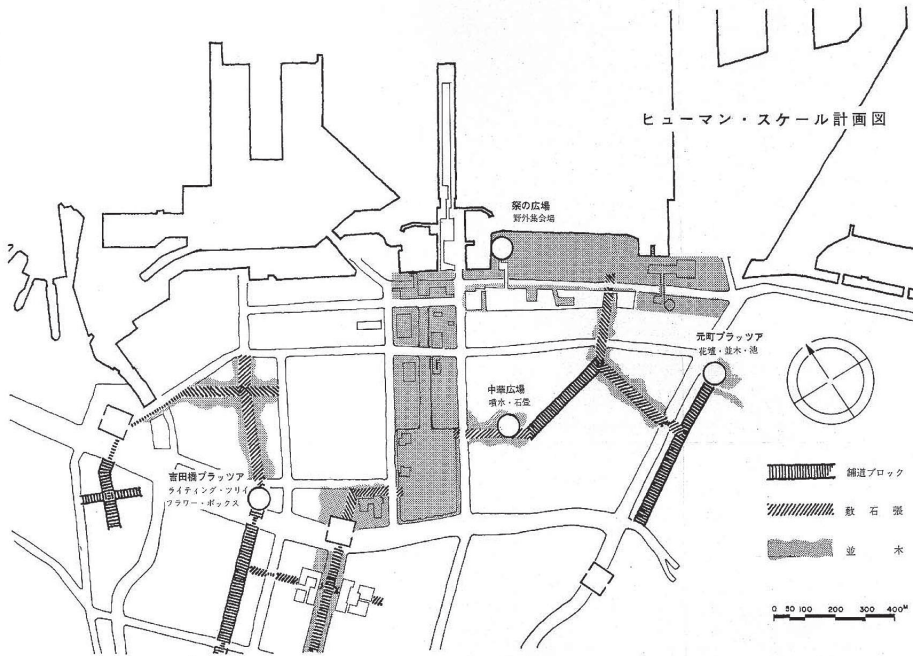 ヒューマン・スケール計画図
祭の広場
野外集会場
元町プラッツア
花壇・並木・池
中華広場
噴水・石畳
吉田橋プラッツア
ライティング・ツリイ
フラワー・ボックス
舗道ブロック
敷石張
並木
0 50 100 200 300 400M